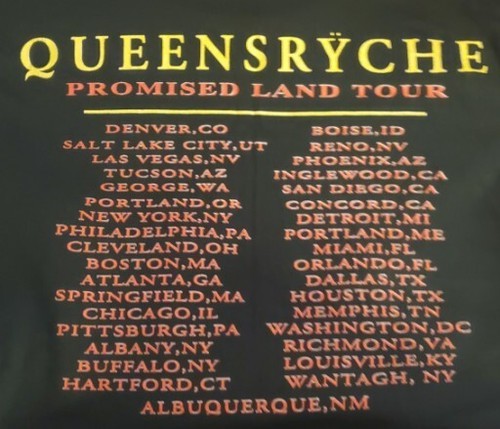 QUEENSRŸCHE
PROMISED LAND TOUR
DENVER,CO
SALT LAKE CITY,UT
LAS VEGAS,NV
TUCSON,AZ
GEORGE,WA
PORTLAND,OR
NEW YORK,NY
PHILADELPHIA,PA
CLEVELAND,OH
BOSTON,MA
ATLANTA,GA
SPRINGFIELD,MA
CHICAGO,IL
PITTSBURGH,PA
ALBANY,NY
BUFFALO,NY
HARTFORD,CT
BOISE,ID
RENO,NV
PHOENIX,AZ
INGLEWOOD,CA
SAN DIEGO,CA
CONCORD,CA
DETROIT,MI
PORTLAND,ME
MIAMI,FL
ORLANDO,FL
DALLAS,TX
HOUSTON,TX
MEMPHIS,TN
WASHINGTON,DC
RICHMOND,VA
LOUISVILLE,KY
WANTAGH, NY
ALBUQUERQUE,NM